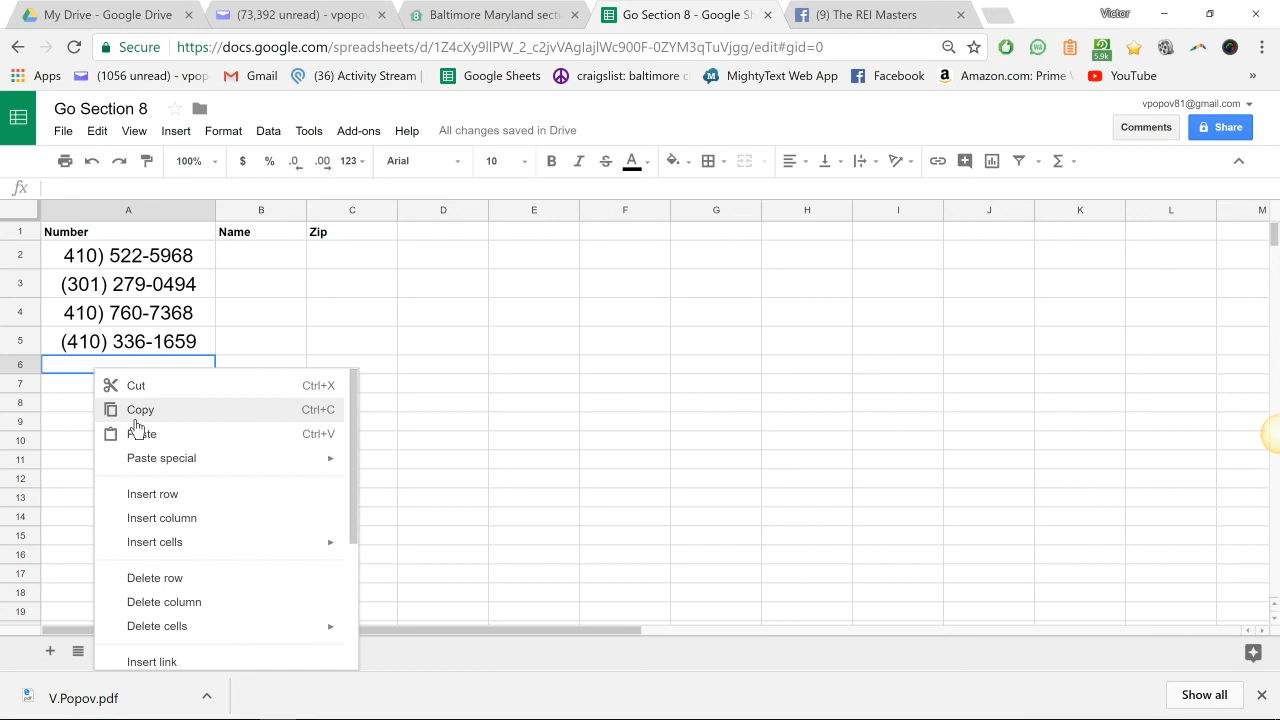 My Drive - Google Drive
(73,392 unread) - vpopov
Baltimore Maryland secti
Go Section 8 - Google Sh
(9) The REI Masters
Victor
Secure
https://docs.google.com/spreadsheets/d/1Z4cXy9llPW_2_c2jvVAglajlWc900F-0ZYM3qTuVjgg/edit#gid=0
5.9k
Apps
(1056 unread) - vpop
Gmail
(36) Activity Stream |
Google Sheets
craigslist: baltimore c
MightyText Web App
Facebook
Amazon.com: Prime
YouTube
»
Go Section 8
vpopov81@gmail.com
File Edit View Insert Format Data Tools Add-ons Help All changes saved in Drive
Comments
Share
100% $ % .0 .00 123 Arial 10 B I S A Σ
fx
A B C D E F G H I J K L M
1 Number Name Zip
2 410) 522-5968
3 (301) 279-0494
4 410) 760-7368
5 (410) 336-1659
6
7
8
9
10
11
12
13
14
15
16
17
18
19
Cut Ctrl+X
Copy Ctrl+C
Paste Ctrl+V
Paste special
Insert row
Insert column
Insert cells
Delete row
Delete column
Delete cells
Insert link
V.Popov.pdf
Show all